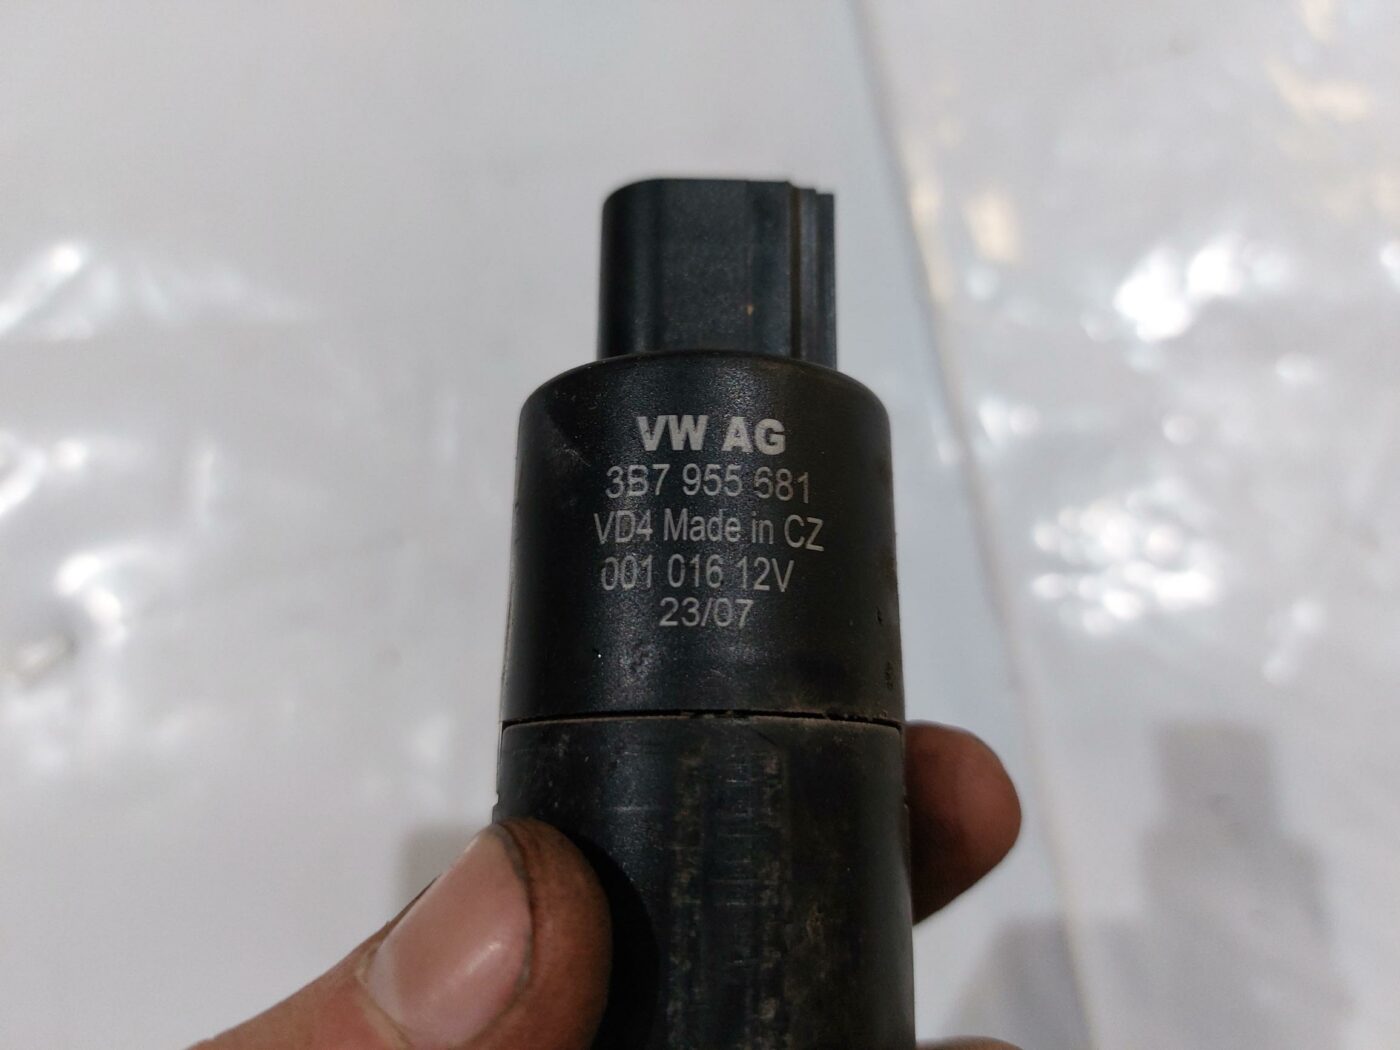 VW AG
3B7 955 681
VD4 Made in CZ
001 016 12V
23/07